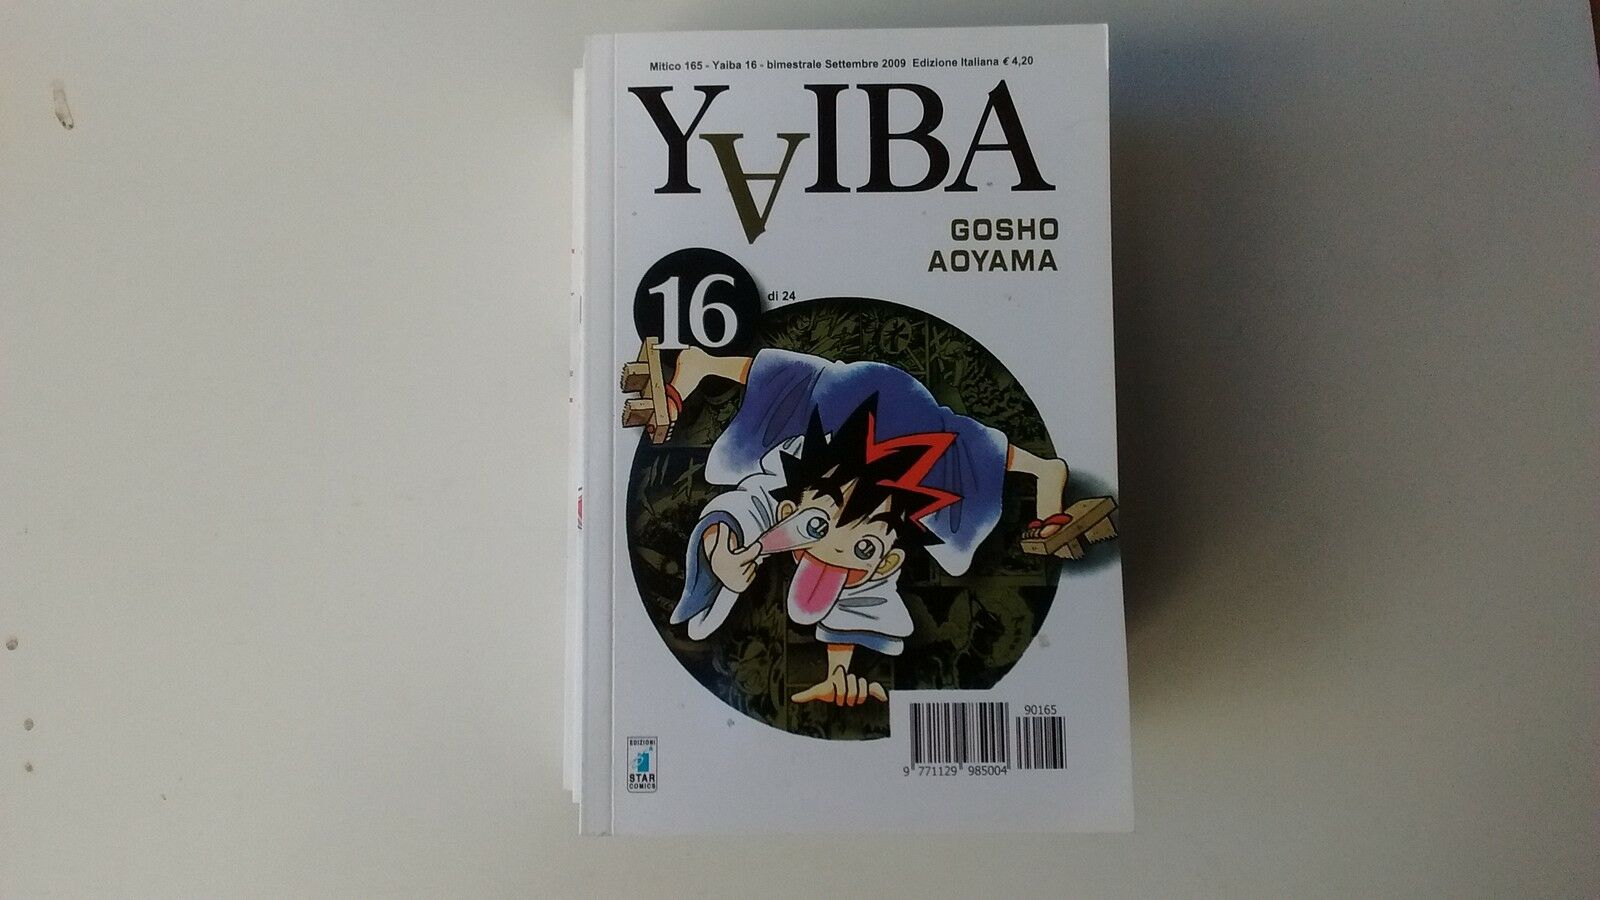 Mitico 165 - Yaiba 16 - bimestrale Settembre 2009 Edizione Italiana € 4,20
YAIBA
GOSHO
AOYAMA
16
di 24
90165
9 771129 985004
EDIZIONI
STAR
COMICS